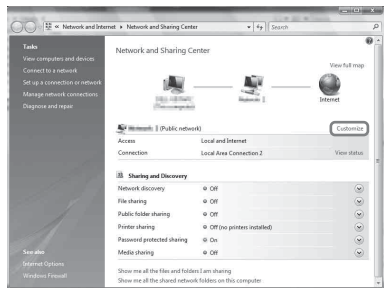 « Network and Internet ▸ Network and Sharing Center
Search
Tasks
View computers and devices
Connect to a network
Set up a connection or network
Manage network connections
Diagnose and repair
See also
Internet Options
Windows Firewall
Network and Sharing Center
View full map
Internet
(Public network)
Customize
Access Local and Internet
Connection Local Area Connection 2 View status
Sharing and Discovery
Network discovery Off
File sharing Off
Public folder sharing Off
Printer sharing Off (no printers installed)
Password protected sharing On
Media sharing Off
Show me all the files and folders I am sharing
Show me all the shared network folders on this computer